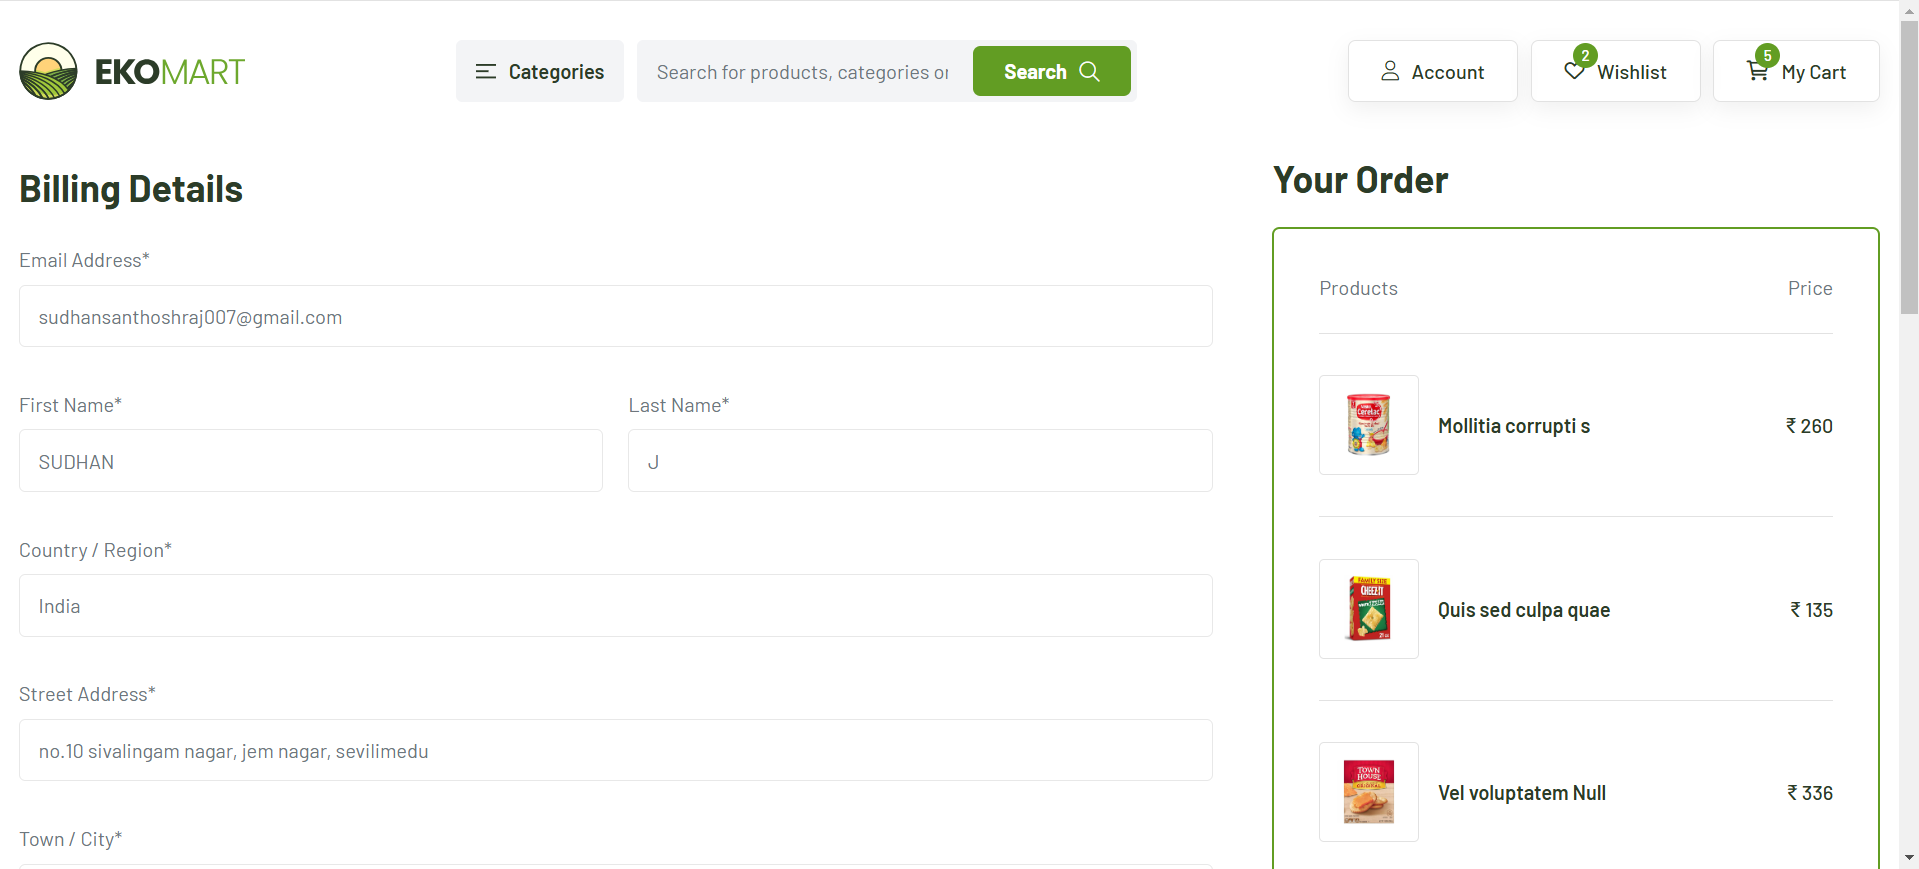 EKOMART
Categories
Search for products, categories or
Search
Account
2
Wishlist
5
My Cart
Billing Details
Email Address*
sudhansanthoshraj007@gmail.com
First Name*
Last Name*
SUDHAN
J
Country / Region*
India
Street Address*
no.10 sivalingam nagar, jem nagar, sevilimedu
Town / City*
Your Order
Products
Price
Cerelac
Mollitia corrupti s
₹ 260
FAMILY SIZE
CHEEZ-IT
Quis sed culpa quae
₹ 135
TOWN
HOUSE
ORIGINAL
Vel voluptatem Null
₹ 336